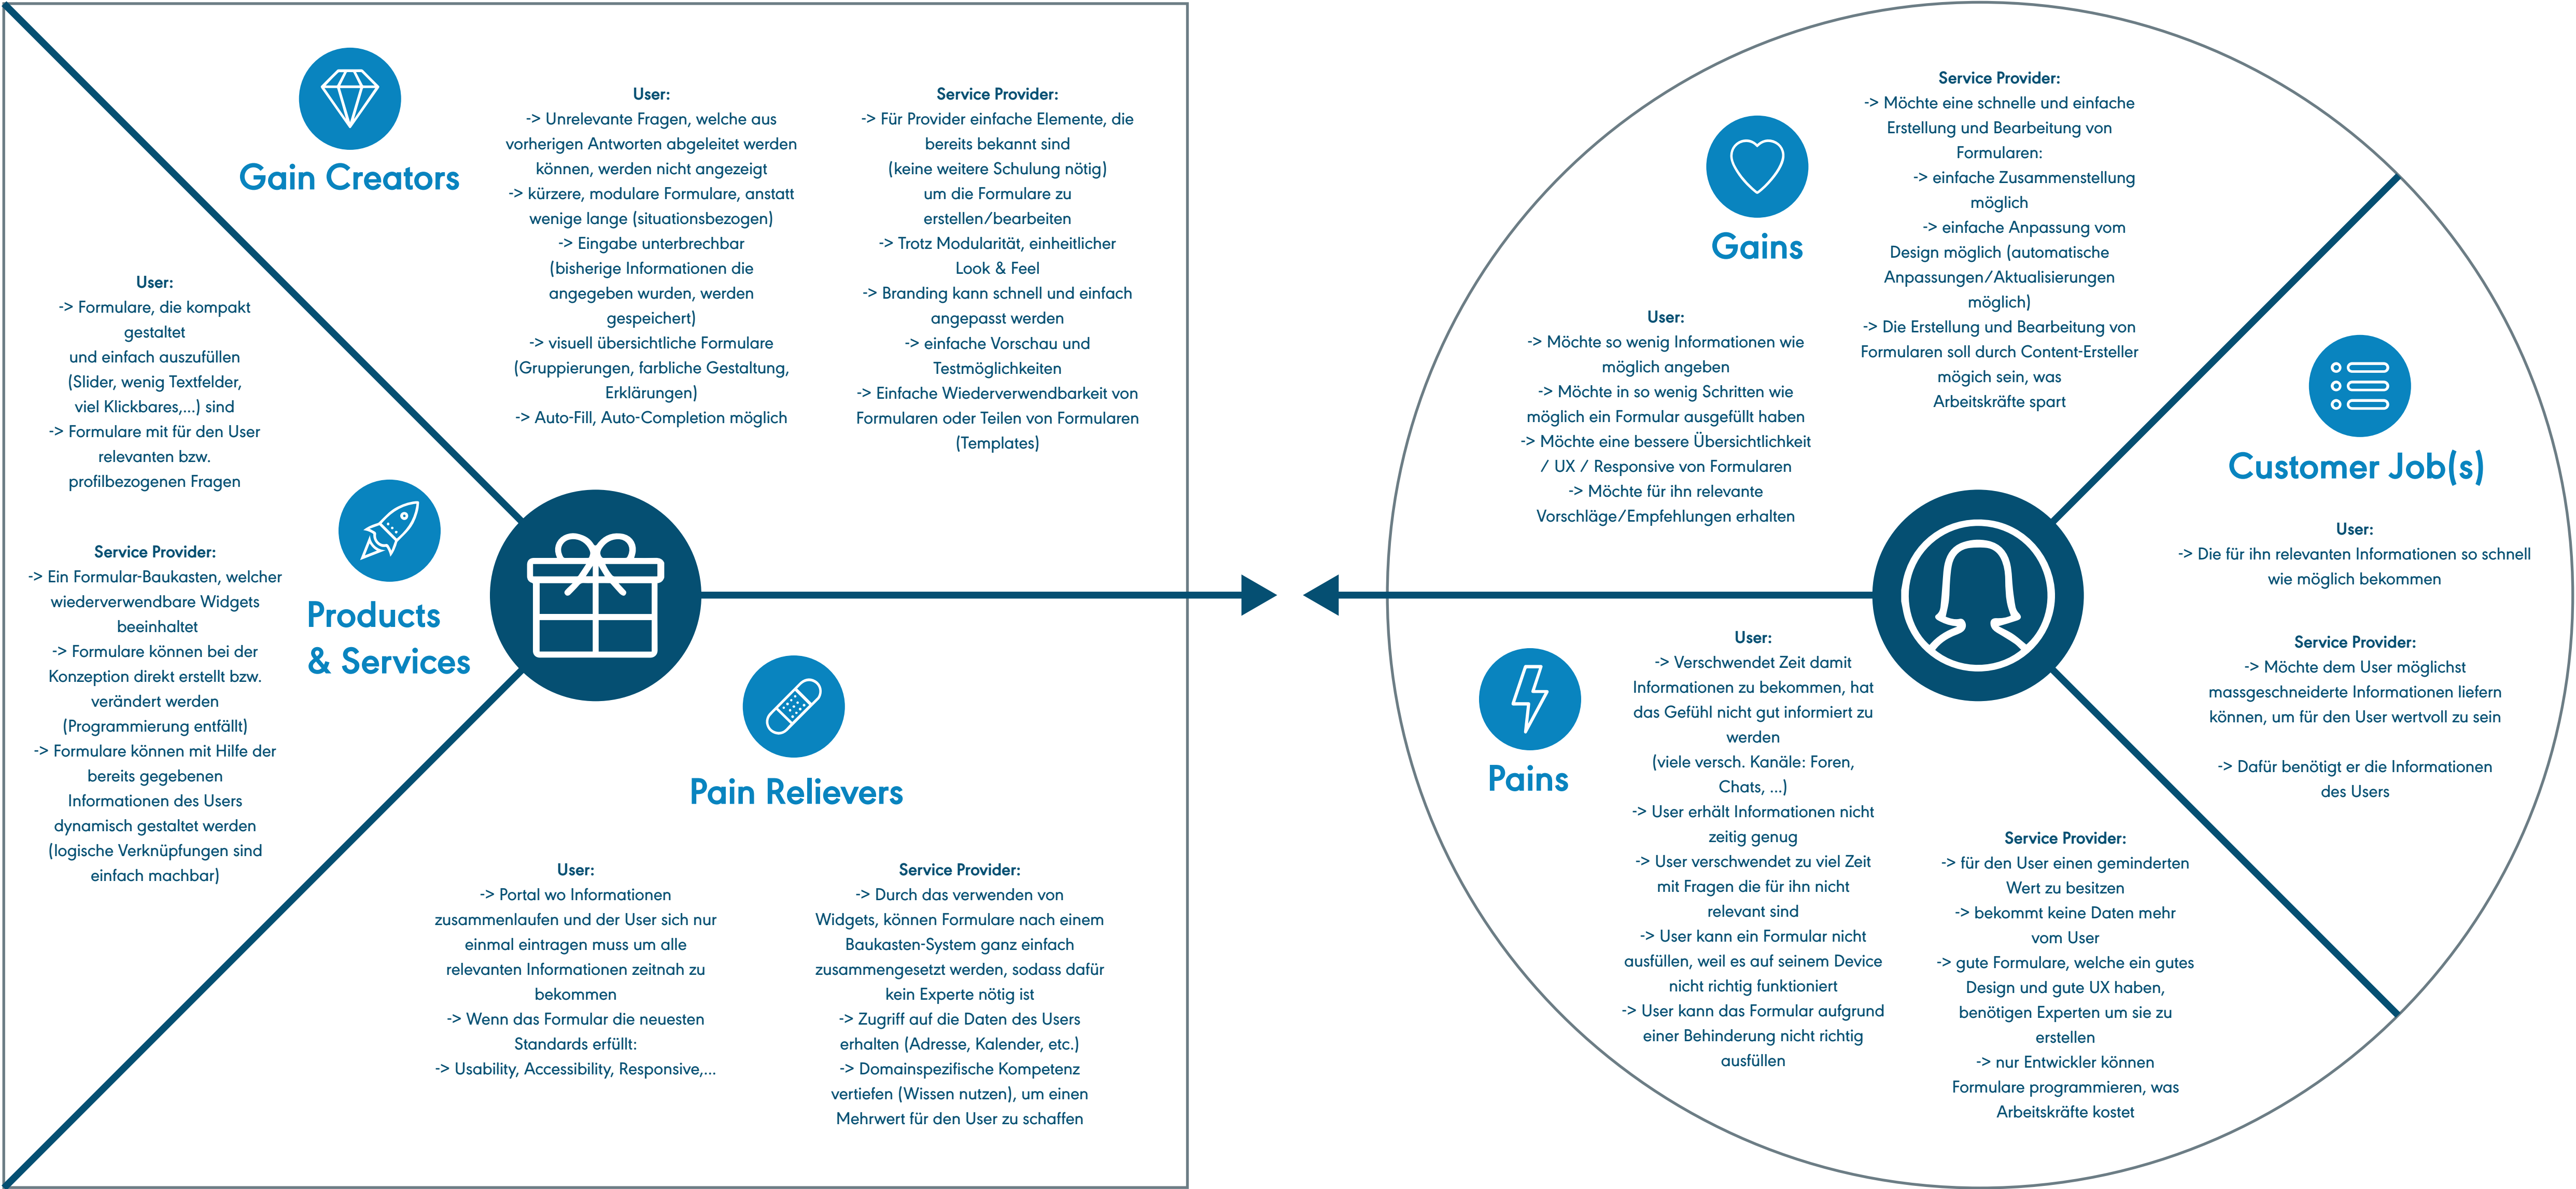 Gain Creators
User:
-> Unrelevante Fragen, welche aus
vorherigen Antworten abgeleitet werden
können, werden nicht angezeigt
-> kürzere, modulare Formulare, anstatt
wenige lange (situationsbezogen)
-> Eingabe unterbrechbar
(bisherige Informationen die
angegeben wurden, werden
gespeichert)
-> visuell übersichtliche Formulare
(Gruppierungen, farbliche Gestaltung,
Erklärungen)
-> Auto-Fill, Auto-Completion möglich
Service Provider:
-> Für Provider einfache Elemente, die
bereits bekannt sind
(keine weitere Schulung nötig)
um die Formulare zu
erstellen/bearbeiten
-> Trotz Modularität, einheitlicher
Look & Feel
-> Branding kann schnell und einfach
angepasst werden
-> einfache Vorschau und
Testmöglichkeiten
-> Einfache Wiederverwendbarkeit von
Formularen oder Teilen von Formularen
(Templates)
User:
-> Formulare, die kompakt
gestaltet
und einfach auszufüllen
(Slider, wenig Textfelder,
viel Klickbares,...) sind
-> Formulare mit für den User
relevanten bzw.
profilbezogenen Fragen
Service Provider:
-> Ein Formular-Baukasten, welcher
wiederverwendbare Widgets
beeinhaltet
-> Formulare können bei der
Konzeption direkt erstellt bzw.
verändert werden
(Programmierung entfällt)
-> Formulare können mit Hilfe der
bereits gegebenen
Informationen des Users
dynamisch gestaltet werden
(logische Verknüpfungen sind
einfach machbar)
Products
& Services
Pain Relievers
User:
-> Portal wo Informationen
zusammenlaufen und der User sich nur
einmal eintragen muss um alle
relevanten Informationen zeitnah zu
bekommen
-> Wenn das Formular die neuesten
Standards erfüllt:
-> Usability, Accessibility, Responsive,...
Service Provider:
-> Durch das verwenden von
Widgets, können Formulare nach einem
Baukasten-System ganz einfach
zusammengesetzt werden, sodass dafür
kein Experte nötig ist
-> Zugriff auf die Daten des Users
erhalten (Adresse, Kalender, etc.)
-> Domainspezifische Kompetenz
vertiefen (Wissen nutzen), um einen
Mehrwert für den User zu schaffen
Gains
User:
-> Möchte so wenig Informationen wie
möglich angeben
-> Möchte in so wenig Schritten wie
möglich ein Formular ausgefüllt haben
-> Möchte eine bessere Übersichtlichkeit
/ UX / Responsive von Formularen
-> Möchte für ihn relevante
Vorschläge/Empfehlungen erhalten
Service Provider:
-> Möchte eine schnelle und einfache
Erstellung und Bearbeitung von
Formularen:
-> einfache Zusammenstellung
möglich
-> einfache Anpassung vom
Design möglich (automatische
Anpassungen/Aktualisierungen
möglich)
-> Die Erstellung und Bearbeitung von
Formularen soll durch Content-Ersteller
mögich sein, was
Arbeitskräfte spart
Customer Job(s)
User:
-> Die für ihn relevanten Informationen so schnell
wie möglich bekommen
Service Provider:
-> Möchte dem User möglichst
massgeschneiderte Informationen liefern
können, um für den User wertvoll zu sein
-> Dafür benötigt er die Informationen
des Users
Pains
User:
-> Verschwendet Zeit damit
Informationen zu bekommen, hat
das Gefühl nicht gut informiert zu
werden
(viele versch. Kanäle: Foren,
Chats, ...)
-> User erhält Informationen nicht
zeitig genug
-> User verschwendet zu viel Zeit
mit Fragen die für ihn nicht
relevant sind
-> User kann ein Formular nicht
ausfüllen, weil es auf seinem Device
nicht richtig funktioniert
-> User kann das Formular aufgrund
einer Behinderung nicht richtig
ausfüllen
Service Provider:
-> für den User einen geminderten
Wert zu besitzen
-> bekommt keine Daten mehr
vom User
-> gute Formulare, welche ein gutes
Design und gute UX haben,
benötigen Experten um sie zu
erstellen
-> nur Entwickler können
Formulare programmieren, was
Arbeitskräfte kostet